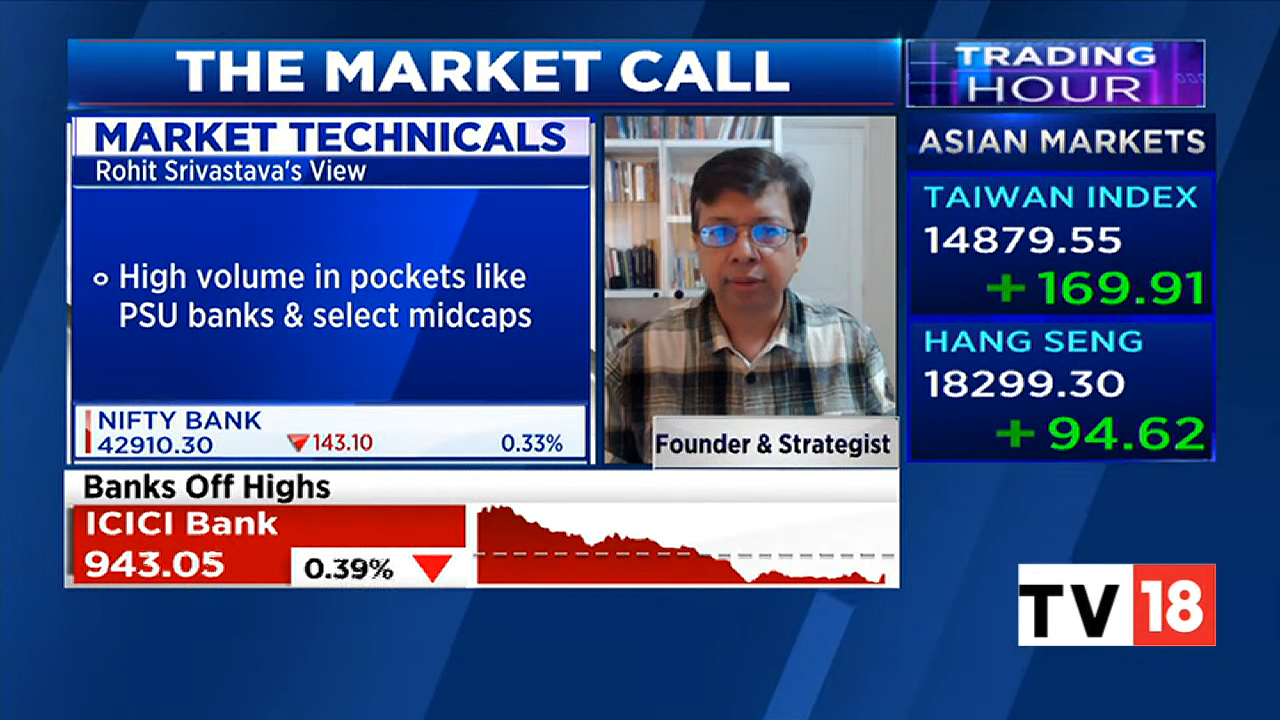 THE MARKET CALL
MARKET TECHNICALS
Rohit Srivastava's View
High volume in pockets like
PSU banks & select midcaps
NIFTY BANK
42910.30 143.10 0.33%
Founder & Strategist
Banks Off Highs
ICICI Bank
943.05 0.39%
TRADING
HOUR
ASIAN MARKETS
TAIWAN INDEX
14879.55
+169.91
HANG SENG
18299.30
+94.62
TV18